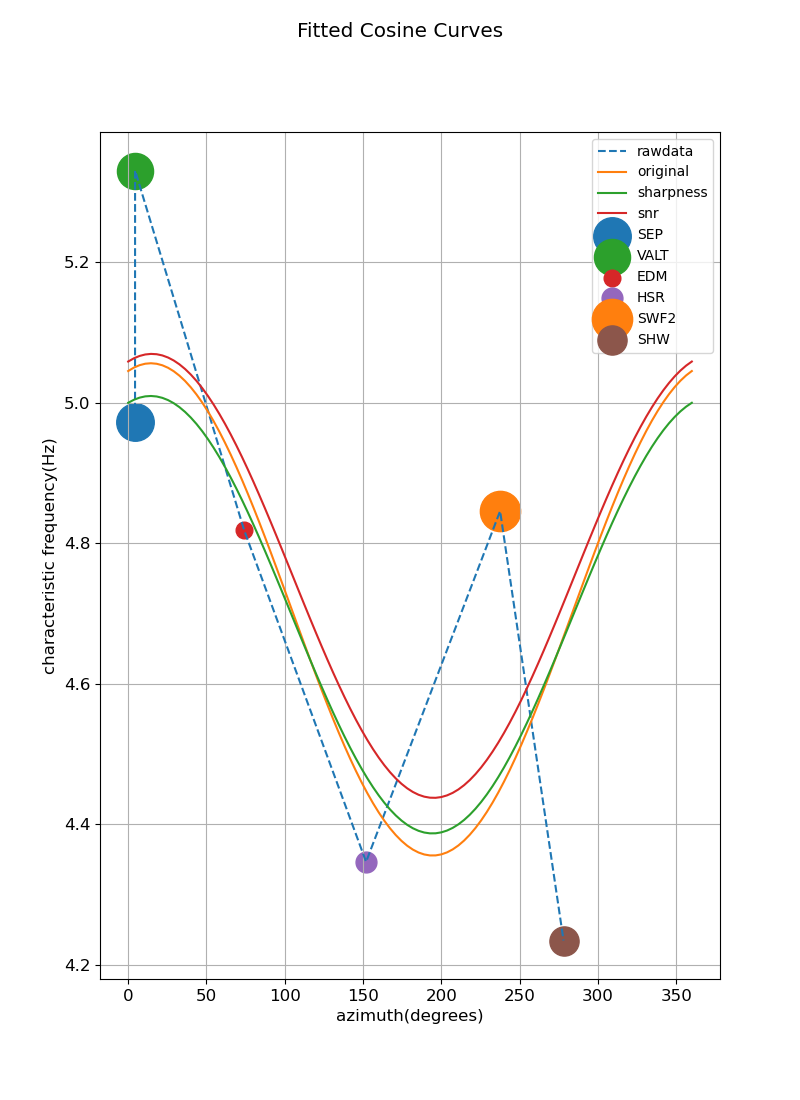 Fitted Cosine Curves
rawdata
original
sharpness
snr
SEP
VALT
EDM
HSR
SWF2
SHW
characteristic frequency(Hz)
5.2
5.0
4.8
4.6
4.4
4.2
0 50 100 150 200 250 300 350
azimuth(degrees)